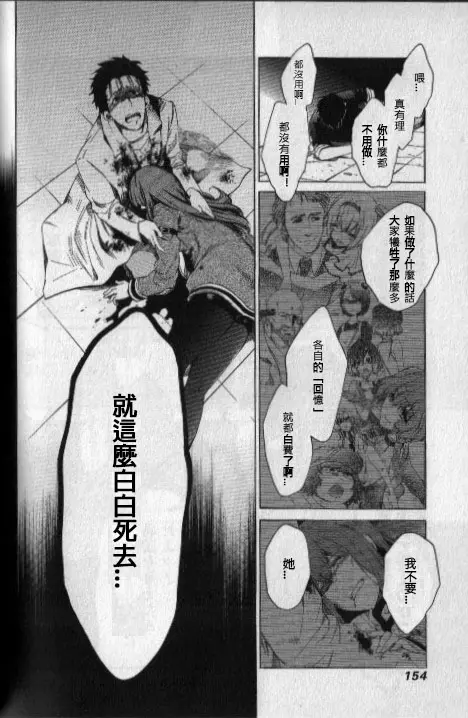 喂…
真有理
你什麼都
不用做…
都沒用啊…
都沒有用啊！
如果做了什麼的話
大家犧牲了那麼多
各自的「回憶」
就都白費了啊…
我不要…
她…
就這麼白白死去…
154